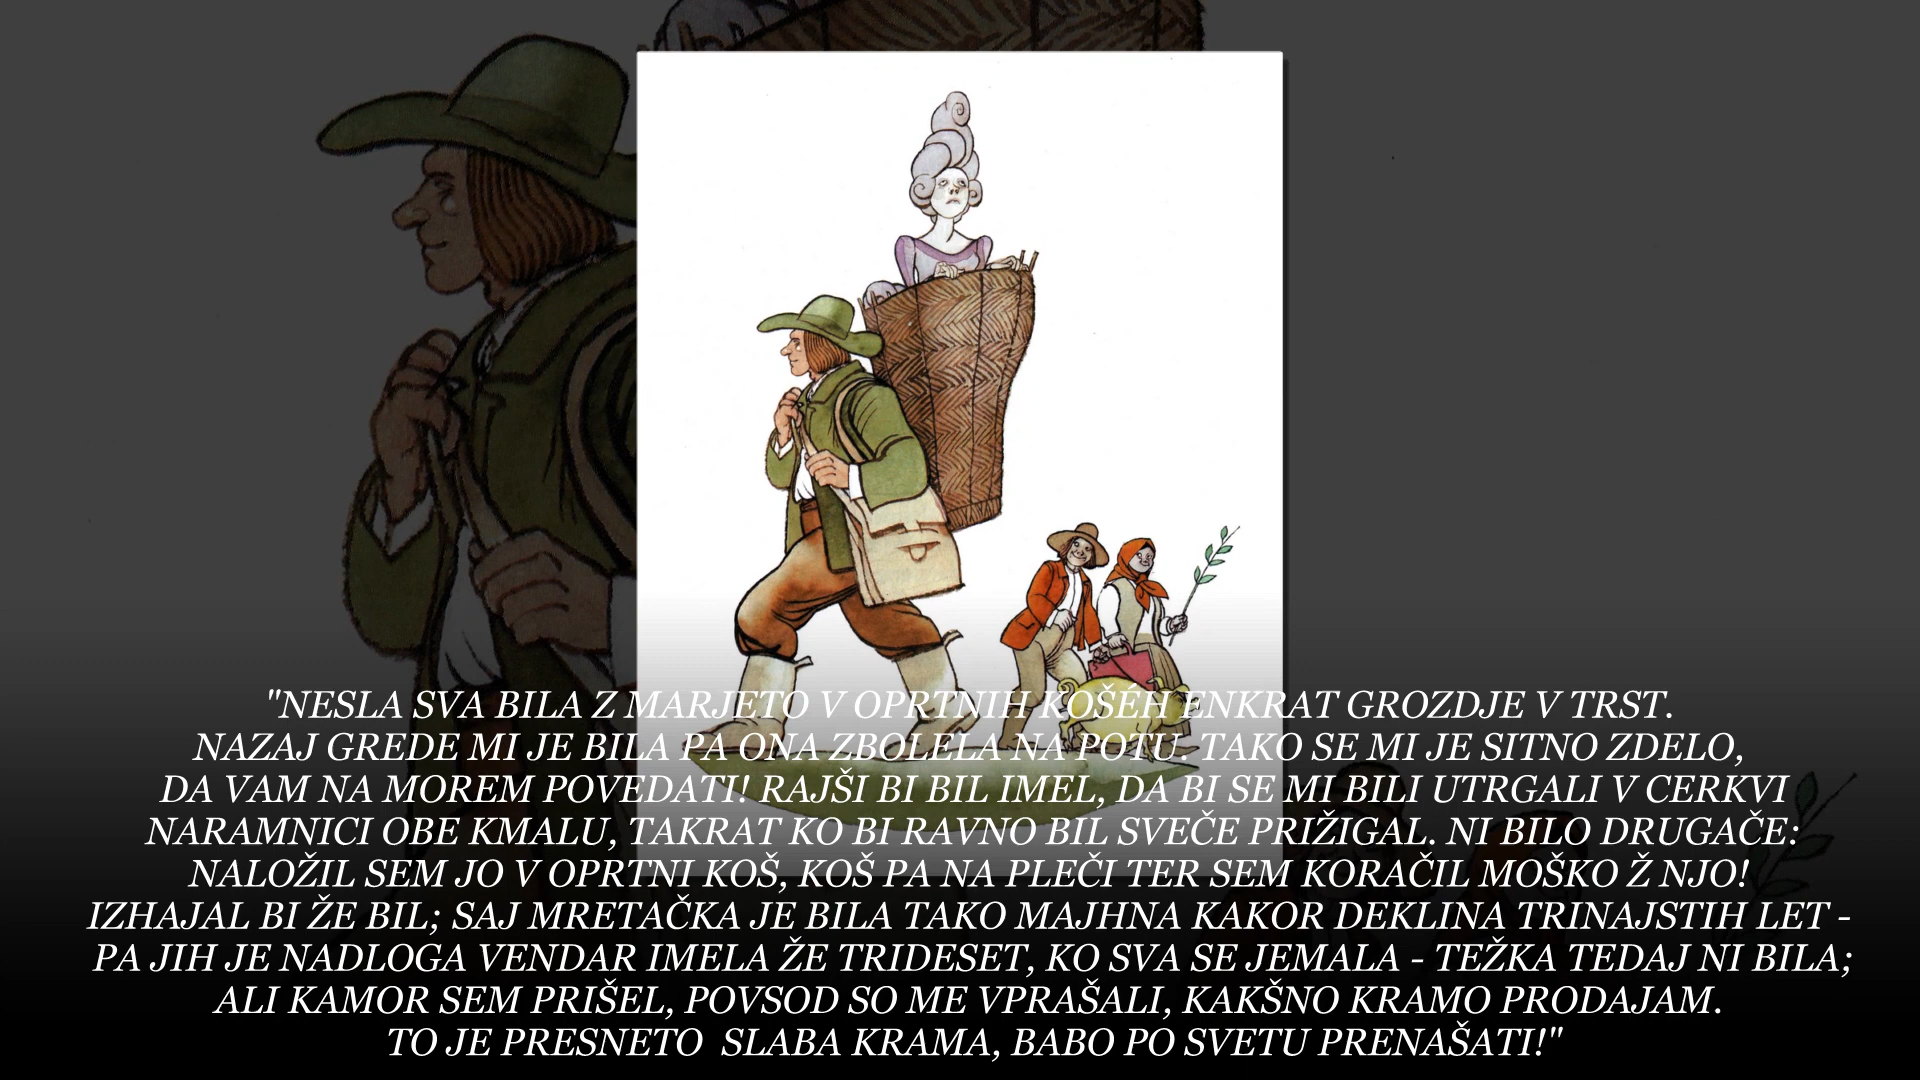 "NESLA SVA BILA Z MARJETO V OPRTNIH KOŠÉH ENKRAT GROZDJE V TRST.
NAZAJ GREDE MI JE BILA PA ONA ZBOLELA NA POTU. TAKO SE MI JE SITNO ZDELO,
DA VAM NA MOREM POVEDATI! RAJŠI BI BIL IMEL, DA BI SE MI BILI UTRGALI V CERKVI
NARAMNICI OBE KMALU, TAKRAT KO BI RAVNO BIL SVEČE PRIŽIGAL. NI BILO DRUGAČE:
NALOŽIL SEM JO V OPRTNI KOŠ, KOŠ PA NA PLEČI TER SEM KORAČIL MOŠKO Ž NJO!
IZHAJAL BI ŽE BIL; SAJ MRETAČKA JE BILA TAKO MAJHNA KAKOR DEKLINA TRINAJSTIH LET -
PA JIH JE NADLOGA VENDAR IMELA ŽE TRIDESET, KO SVA SE JEMALA - TEŽKA TEDAJ NI BILA;
ALI KAMOR SEM PRIŠEL, POVSOD SO ME VPRAŠALI, KAKŠNO KRAMO PRODAJAM.
TO JE PRESNETO  SLABA KRAMA, BABO PO SVETU PRENAŠATI!"